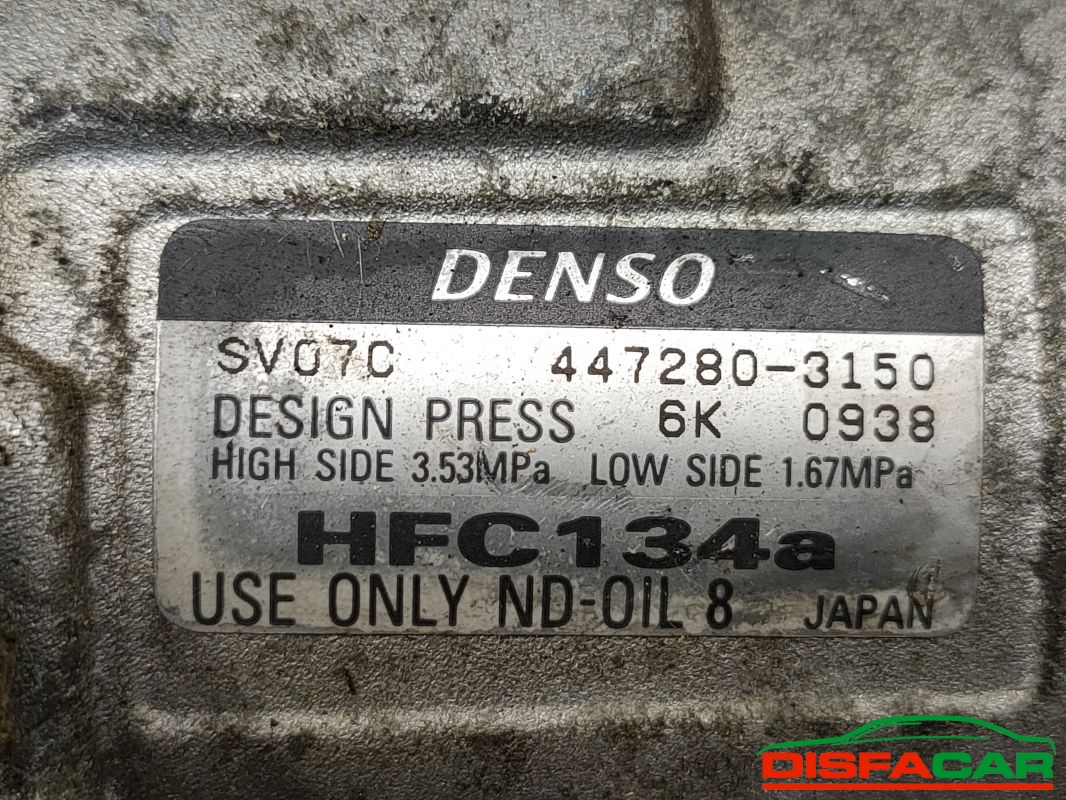 DENSO
SV07C 447280-3150
DESIGN PRESS 6K 0938
HIGH SIDE 3.53MPa LOW SIDE 1.67MPa
HFC134a
USE ONLY ND-OIL 8 JAPAN
DISFACAR